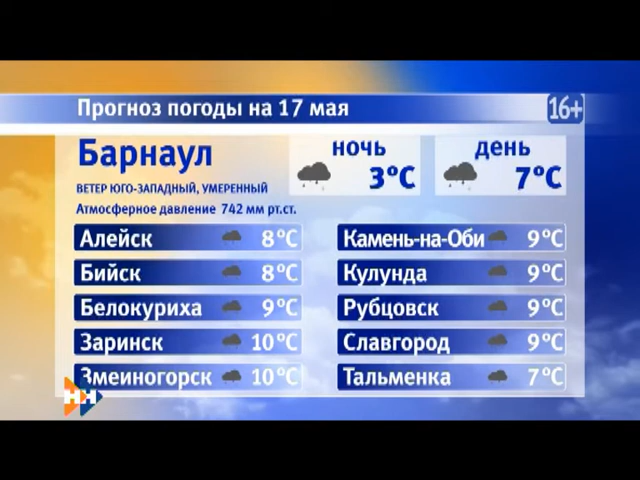 Прогноз погоды на 17 мая
16+
Барнаул
ночь
3°C
день
7°C
ВЕТЕР ЮГО-ЗАПАДНЫЙ, УМЕРЕННЫЙ
Атмосферное давление 742 мм рт.ст.
Алейск 8°C
Бийск 8°C
Белокуриха 9°C
Заринск 10°C
Змеиногорск 10°C
Камень-на-Оби 9°C
Кулунда 9°C
Рубцовск 9°C
Славгород 9°C
Тальменка 7°C
НН